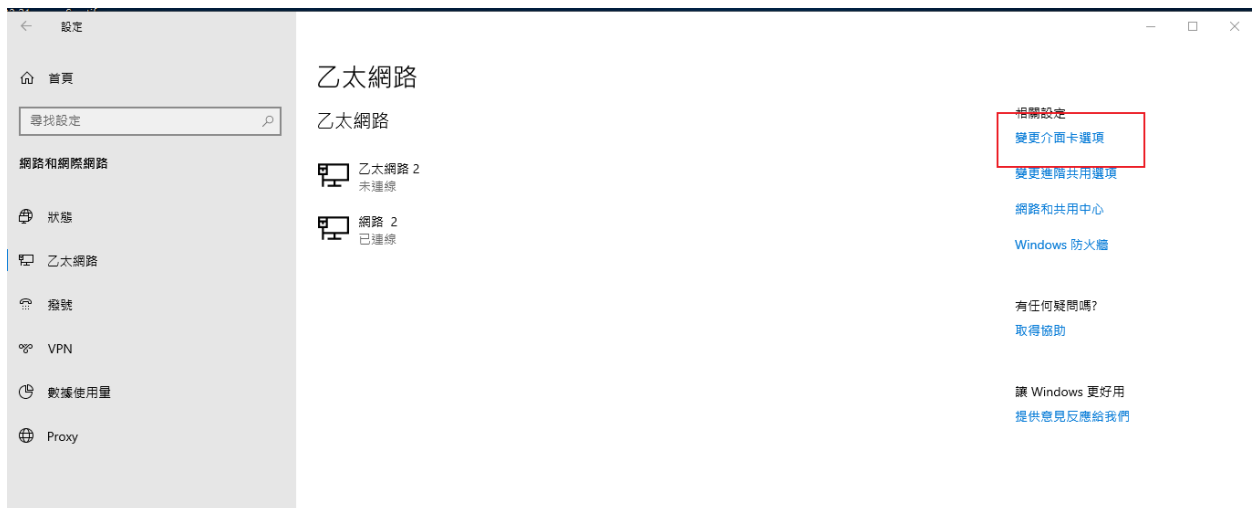 設定
首頁
尋找設定
網路和網際網路
狀態
乙太網路
撥號
VPN
數據使用量
Proxy
乙太網路
乙太網路
乙太網路 2
未連線
網路 2
已連線
相關設定
變更介面卡選項
變更進階共用選項
網路和共用中心
Windows 防火牆
有任何疑問嗎?
取得協助
讓 Windows 更好用
提供意見反應給我們